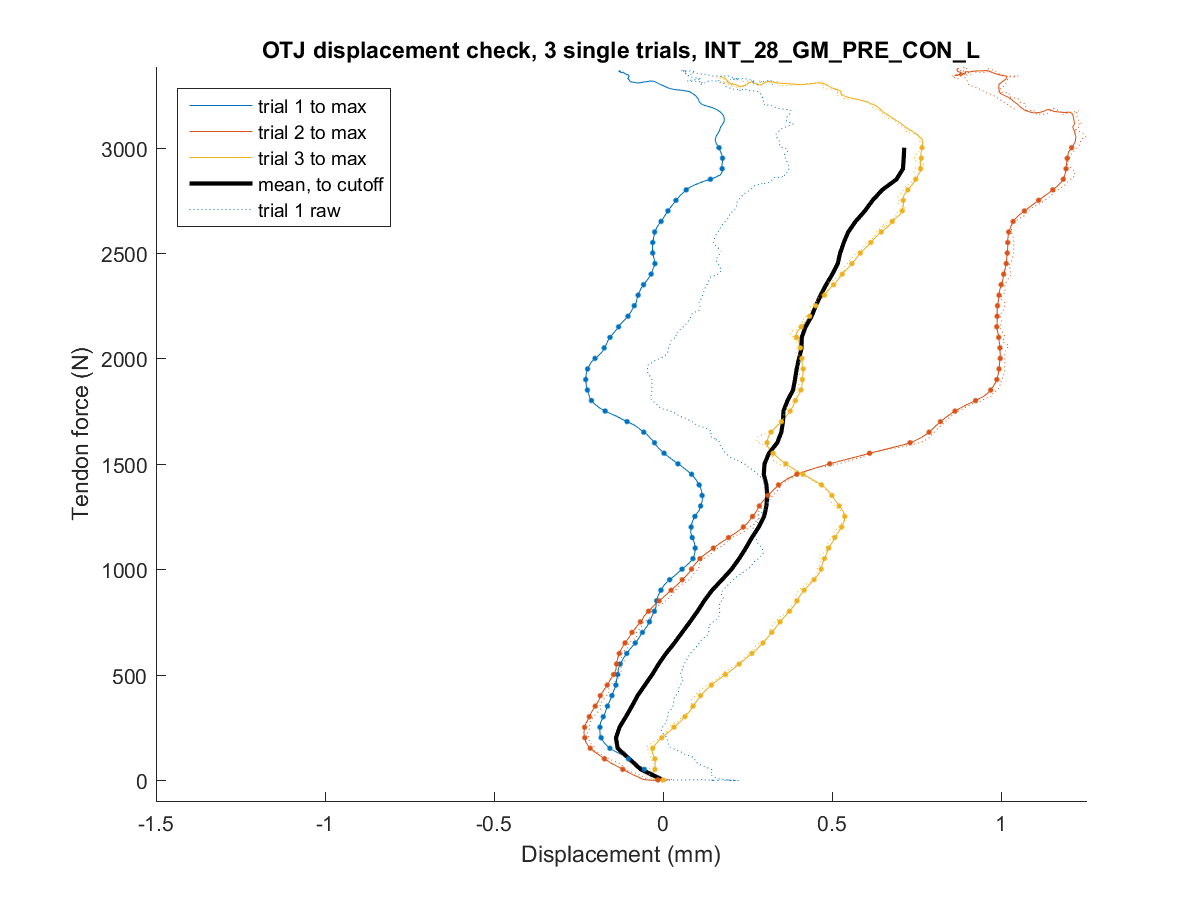 OTJ displacement check, 3 single trials, INT_28_GM_PRE_CON_L
trial 1 to max
trial 2 to max
trial 3 to max
mean, to cutoff
trial 1 raw
3000
2500
2000
1500
1000
500
0
Tendon force (N)
-1.5
-1
-0.5
0
0.5
1
Displacement (mm)